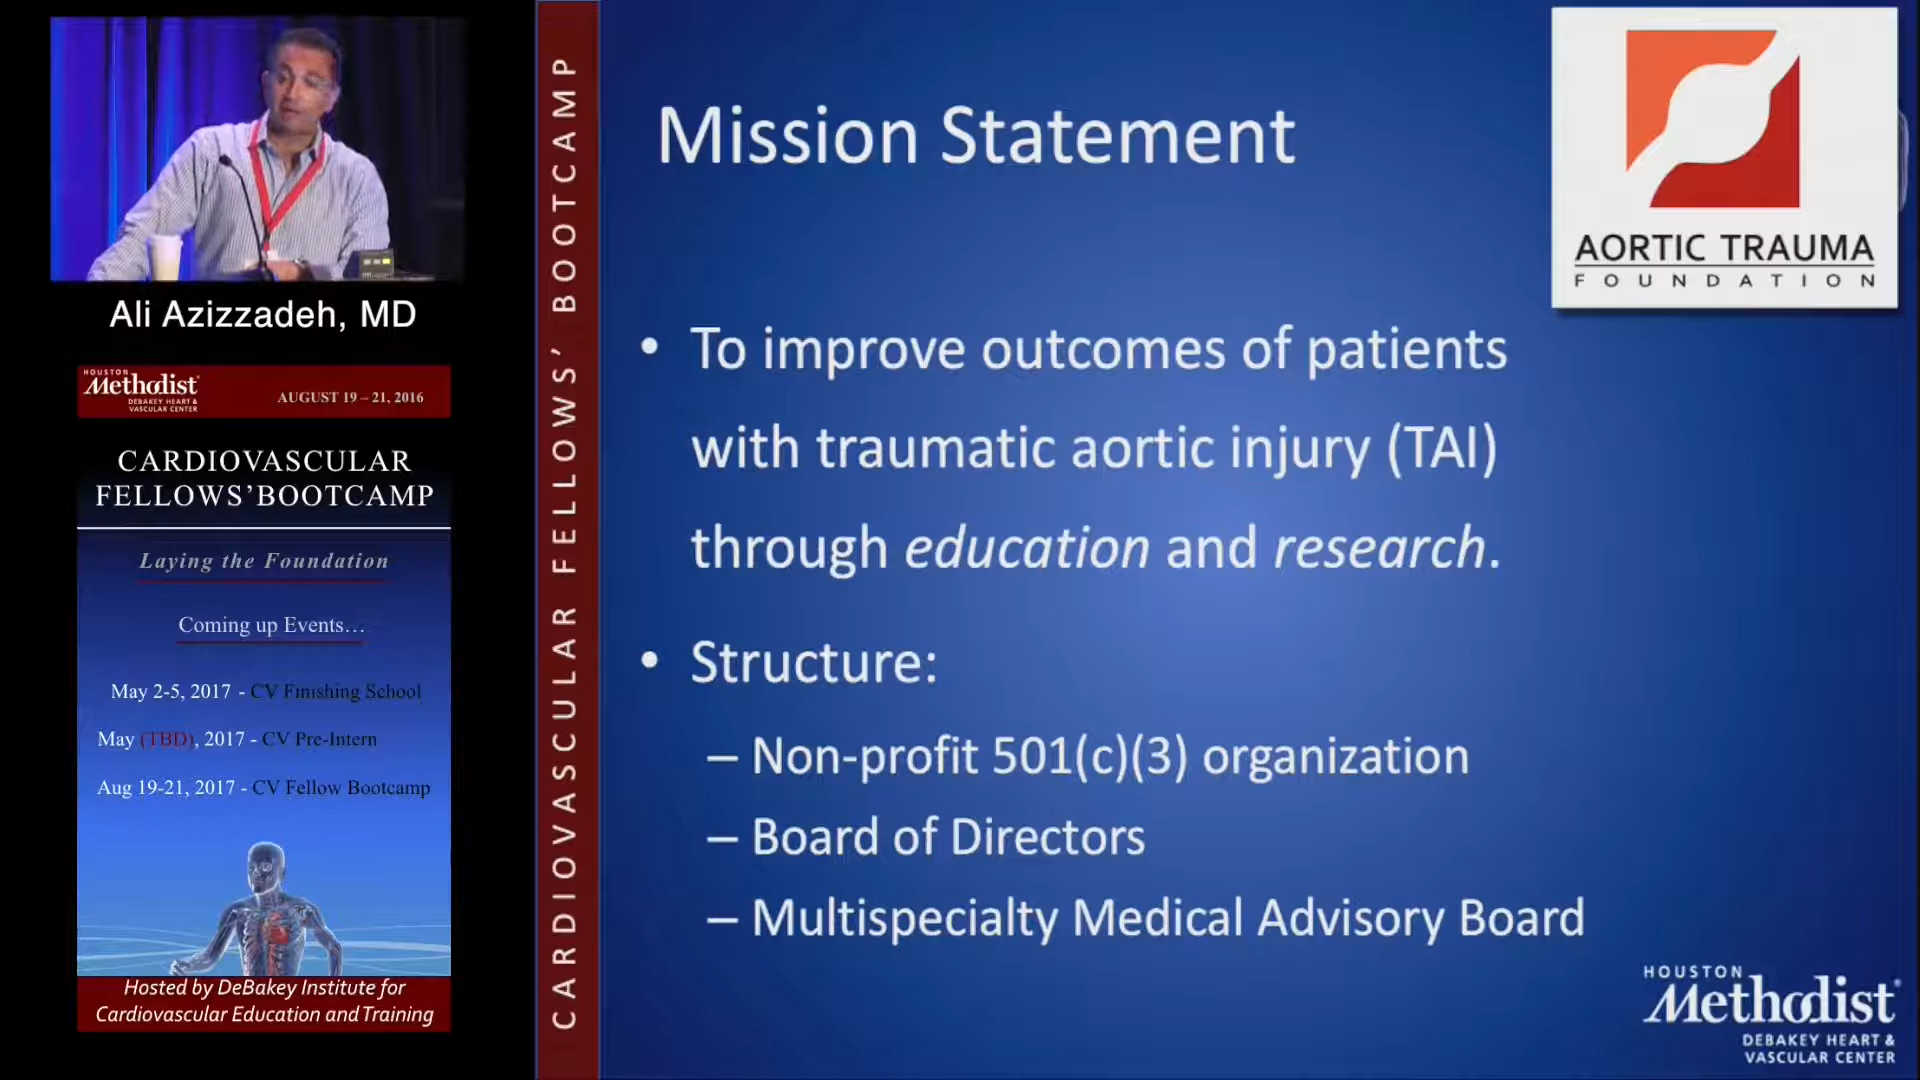 Ali Azizzadeh, MD
HOUSTON
Methodist
DEBAKEY HEART &
VASCULAR CENTER
AUGUST 19 – 21, 2016
CARDIOVASCULAR
FELLOWS’BOOTCAMP
Laying the Foundation
Coming up Events…
May 2-5, 2017 - CV Finishing School
May (TBD), 2017 - CV Pre-Intern
Aug 19-21, 2017 - CV Fellow Bootcamp
Hosted by DeBakey Institute for
Cardiovascular Education and Training
CARDIOVASCULAR FELLOWS’ BOOTCAMP
Mission Statement
AORTIC TRAUMA
FOUNDATION
• To improve outcomes of patients
with traumatic aortic injury (TAI)
through education and research.
• Structure:
– Non-profit 501(c)(3) organization
– Board of Directors
– Multispecialty Medical Advisory Board
HOUSTON
Methodist
DEBAKEY HEART &
VASCULAR CENTER